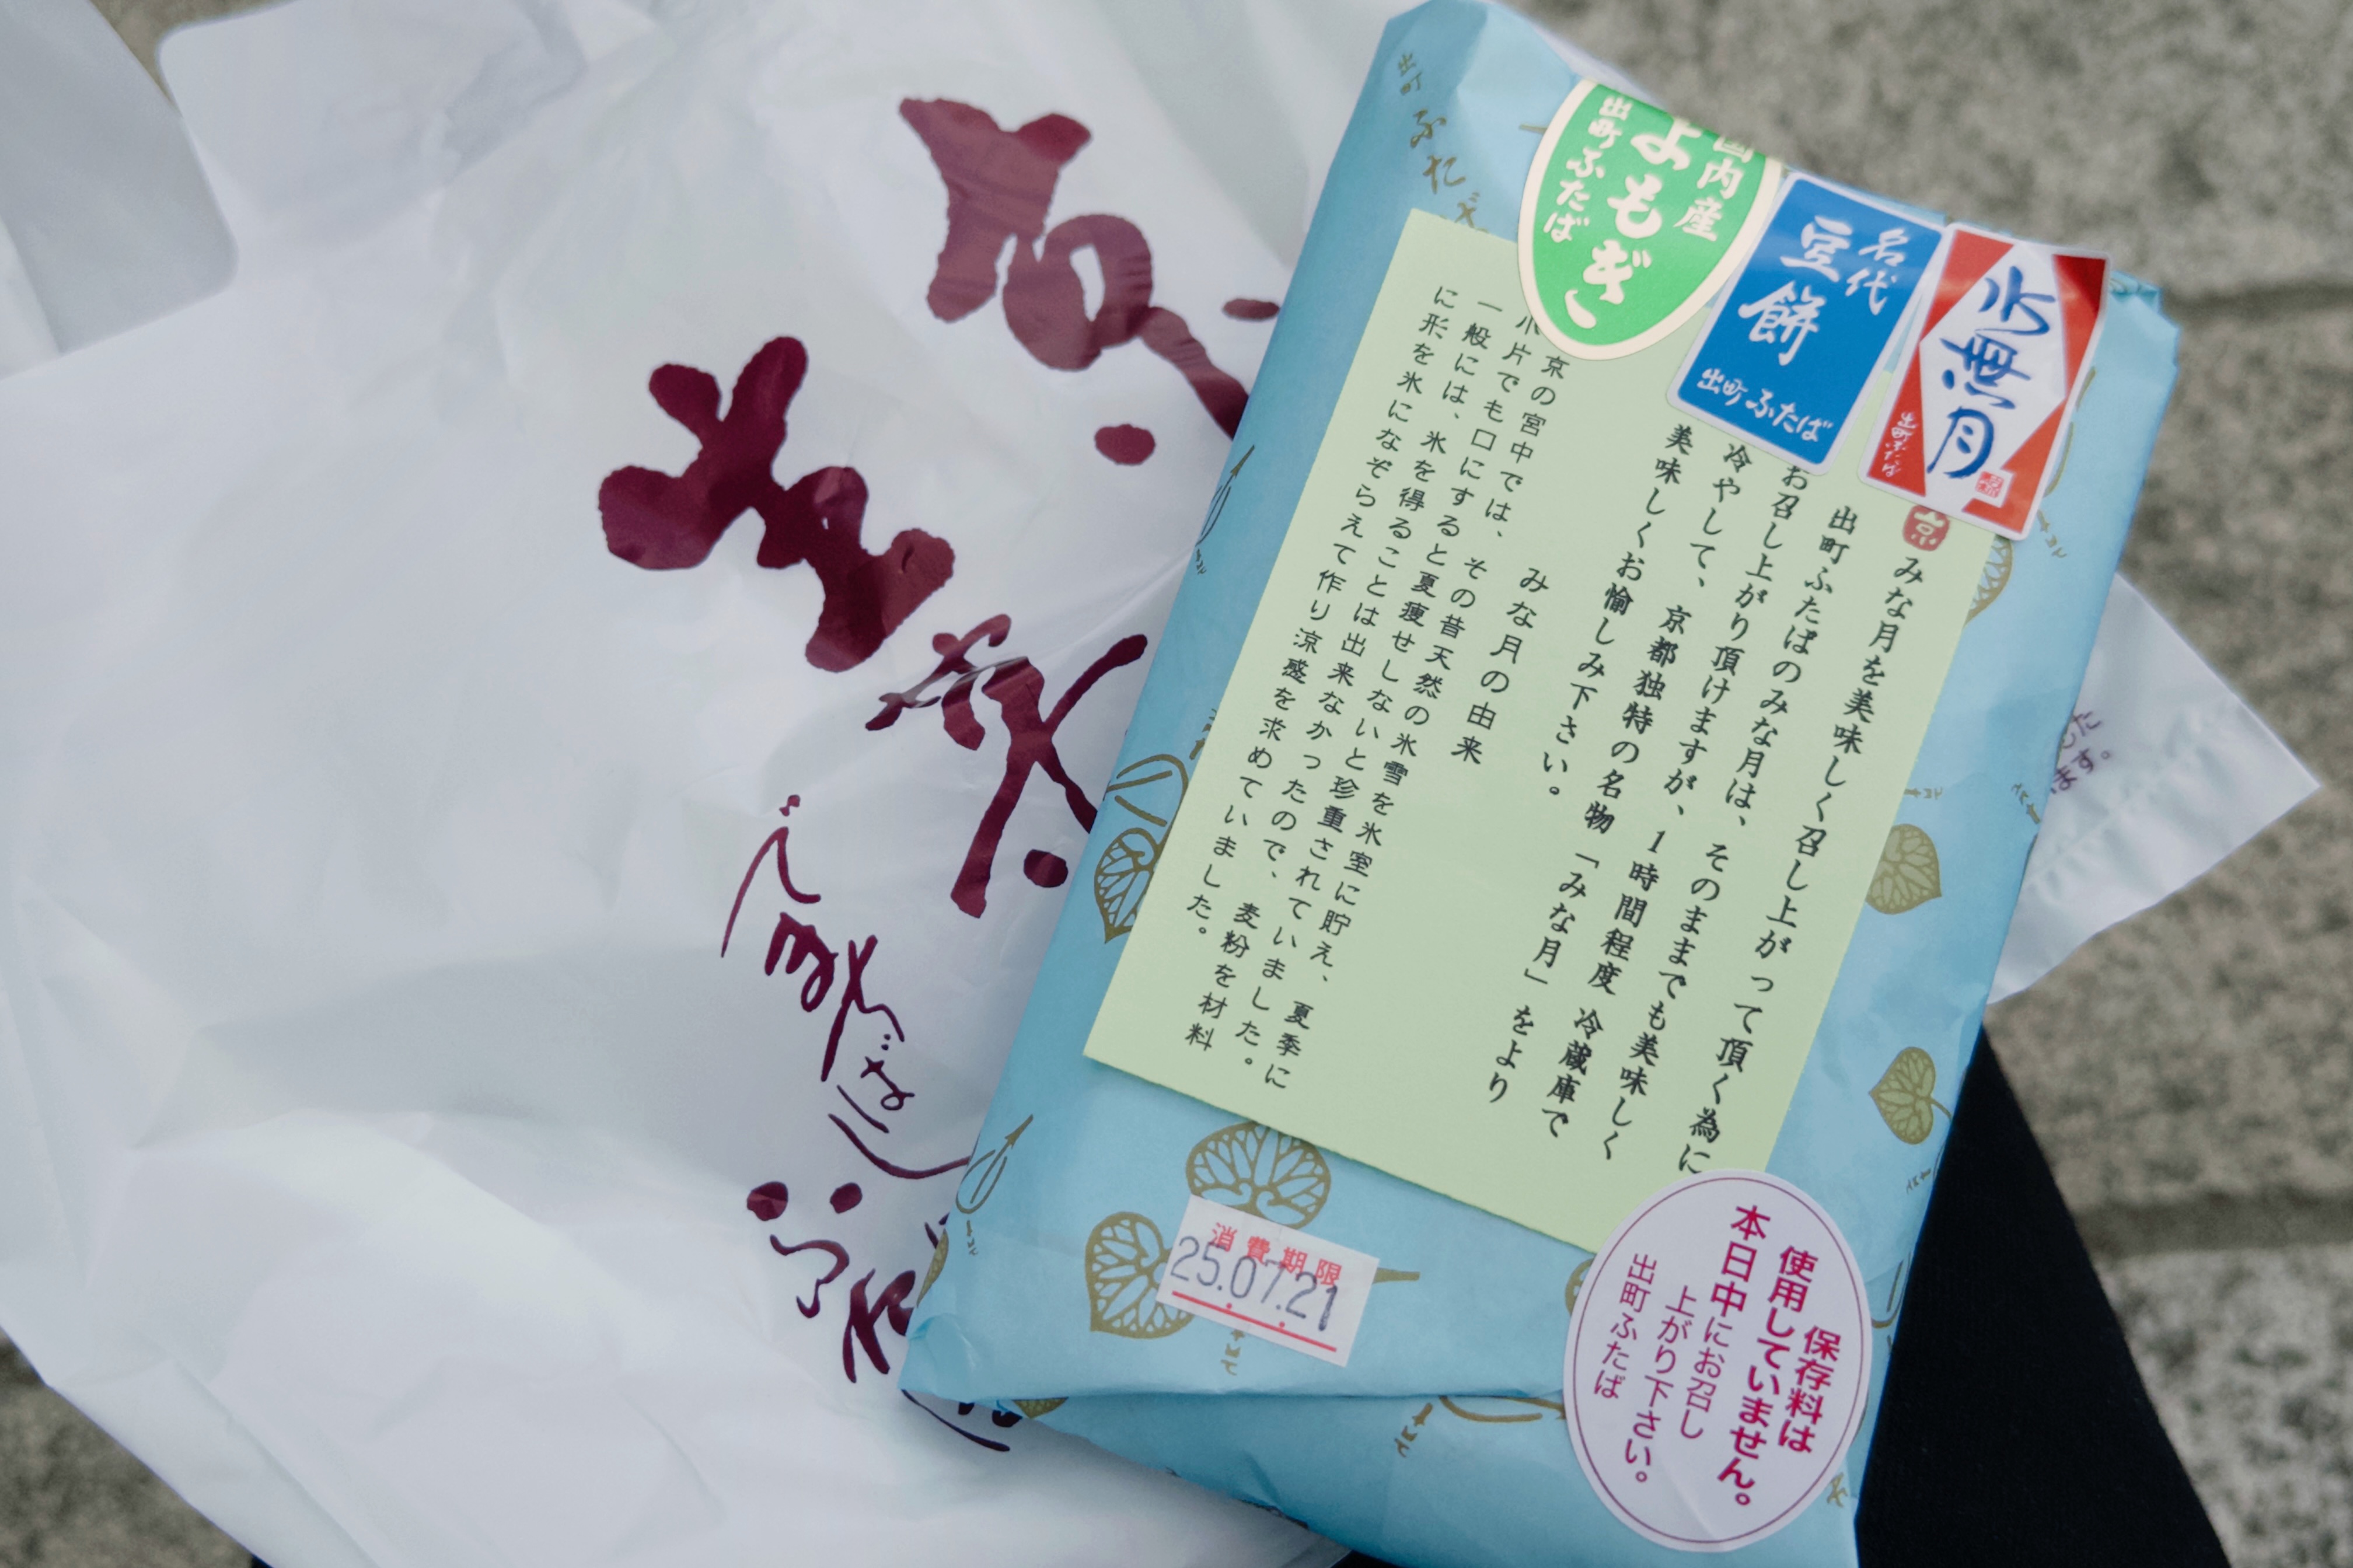 国内産
よもぎ
出町ふたば
名代
豆餅
出町ふたば
水無月
出町ふたば
京
みな月を美味しく召し上がって頂く為に
出町ふたばのみな月は、そのままでも美味しく
お召し上がり頂けますが、1時間程度 冷蔵庫で
冷やして、京都独特の名物「みな月」をより
美味しくお愉しみ下さい。
みな月の由来
京の宮中では、その昔天然の氷雪を氷室に貯え、夏季に
氷片でも口にすると夏痩せしないと珍重されていました。
一般には、氷を得ることは出来なかったので、麦粉を材料
に形を氷になぞらえて作り涼感を求めていました。
消費期限
25.07.21
保存料は
使用していません。
本日中にお召し
上がり下さい。
出町ふたば
出町
ふたば
した
ます。